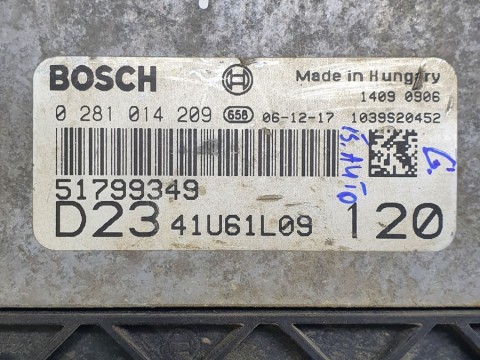 BOSCH Made in Hungary
1409 0906
0 281 014 209 658 06-12-17 1039S20452
51799349
D23 41U61L09 120